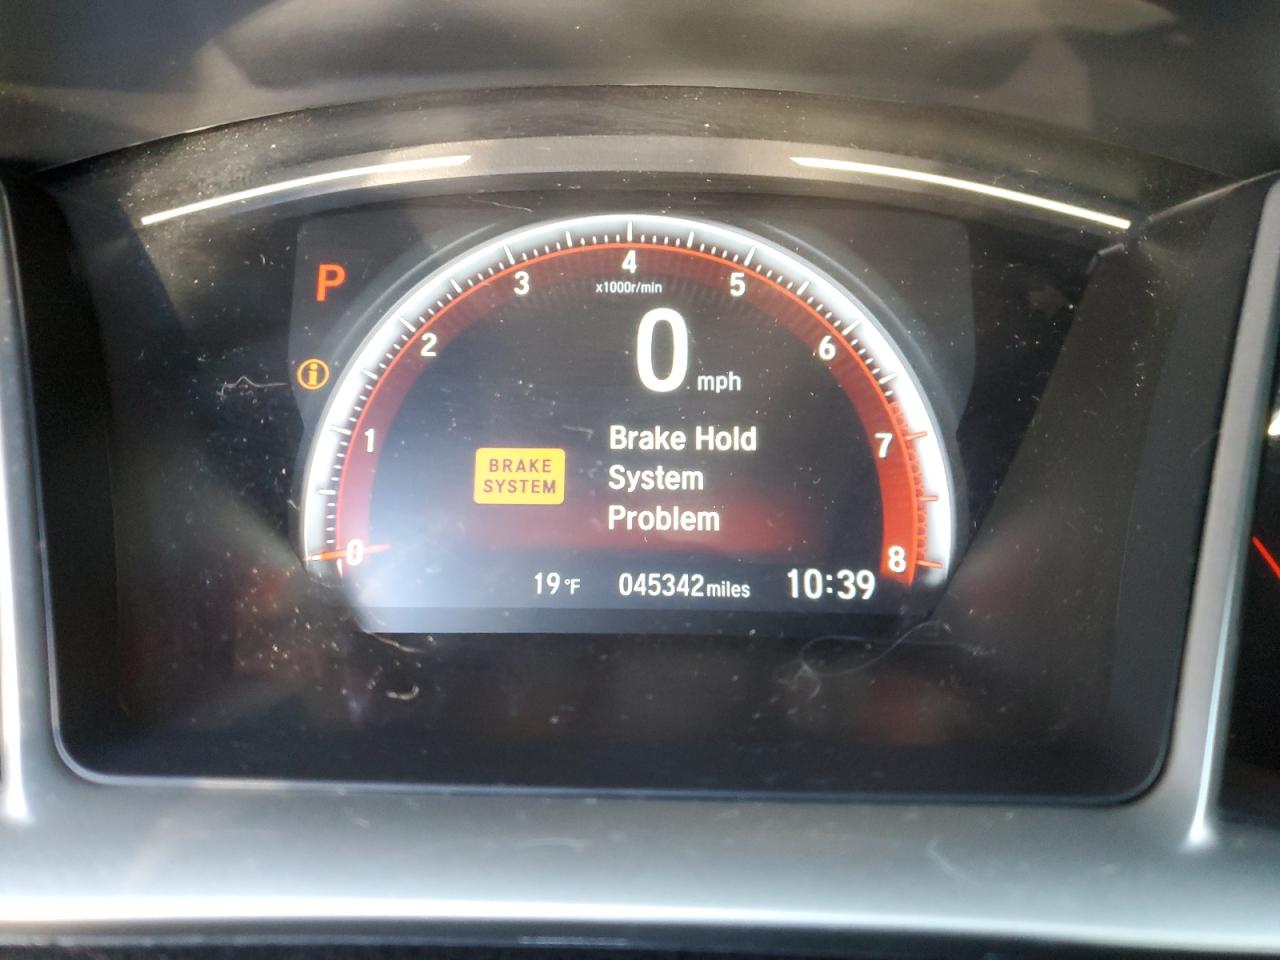 4
3
5
x1000r/min
P
0
2
6
mph
Brake Hold
1
7
BRAKE
SYSTEM
System
Problem
0
8
19°F 045342miles 10:39